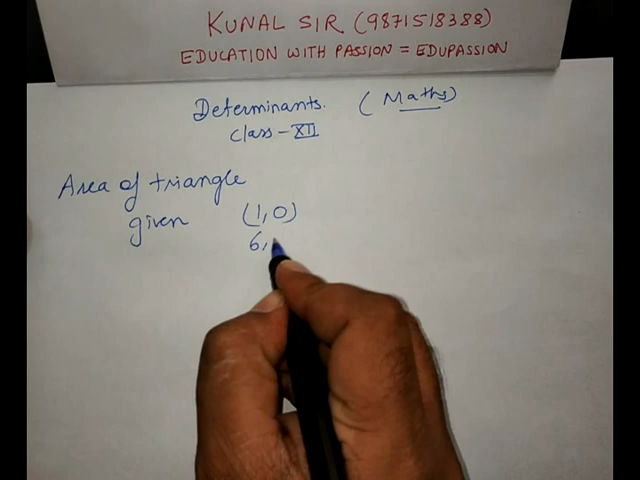 KUNAL SIR (9871518388)
EDUCATION WITH PASSION = EDUPASSION
Determinants. (Maths)
Class - XII
Area of triangle
given (1,0)
6,